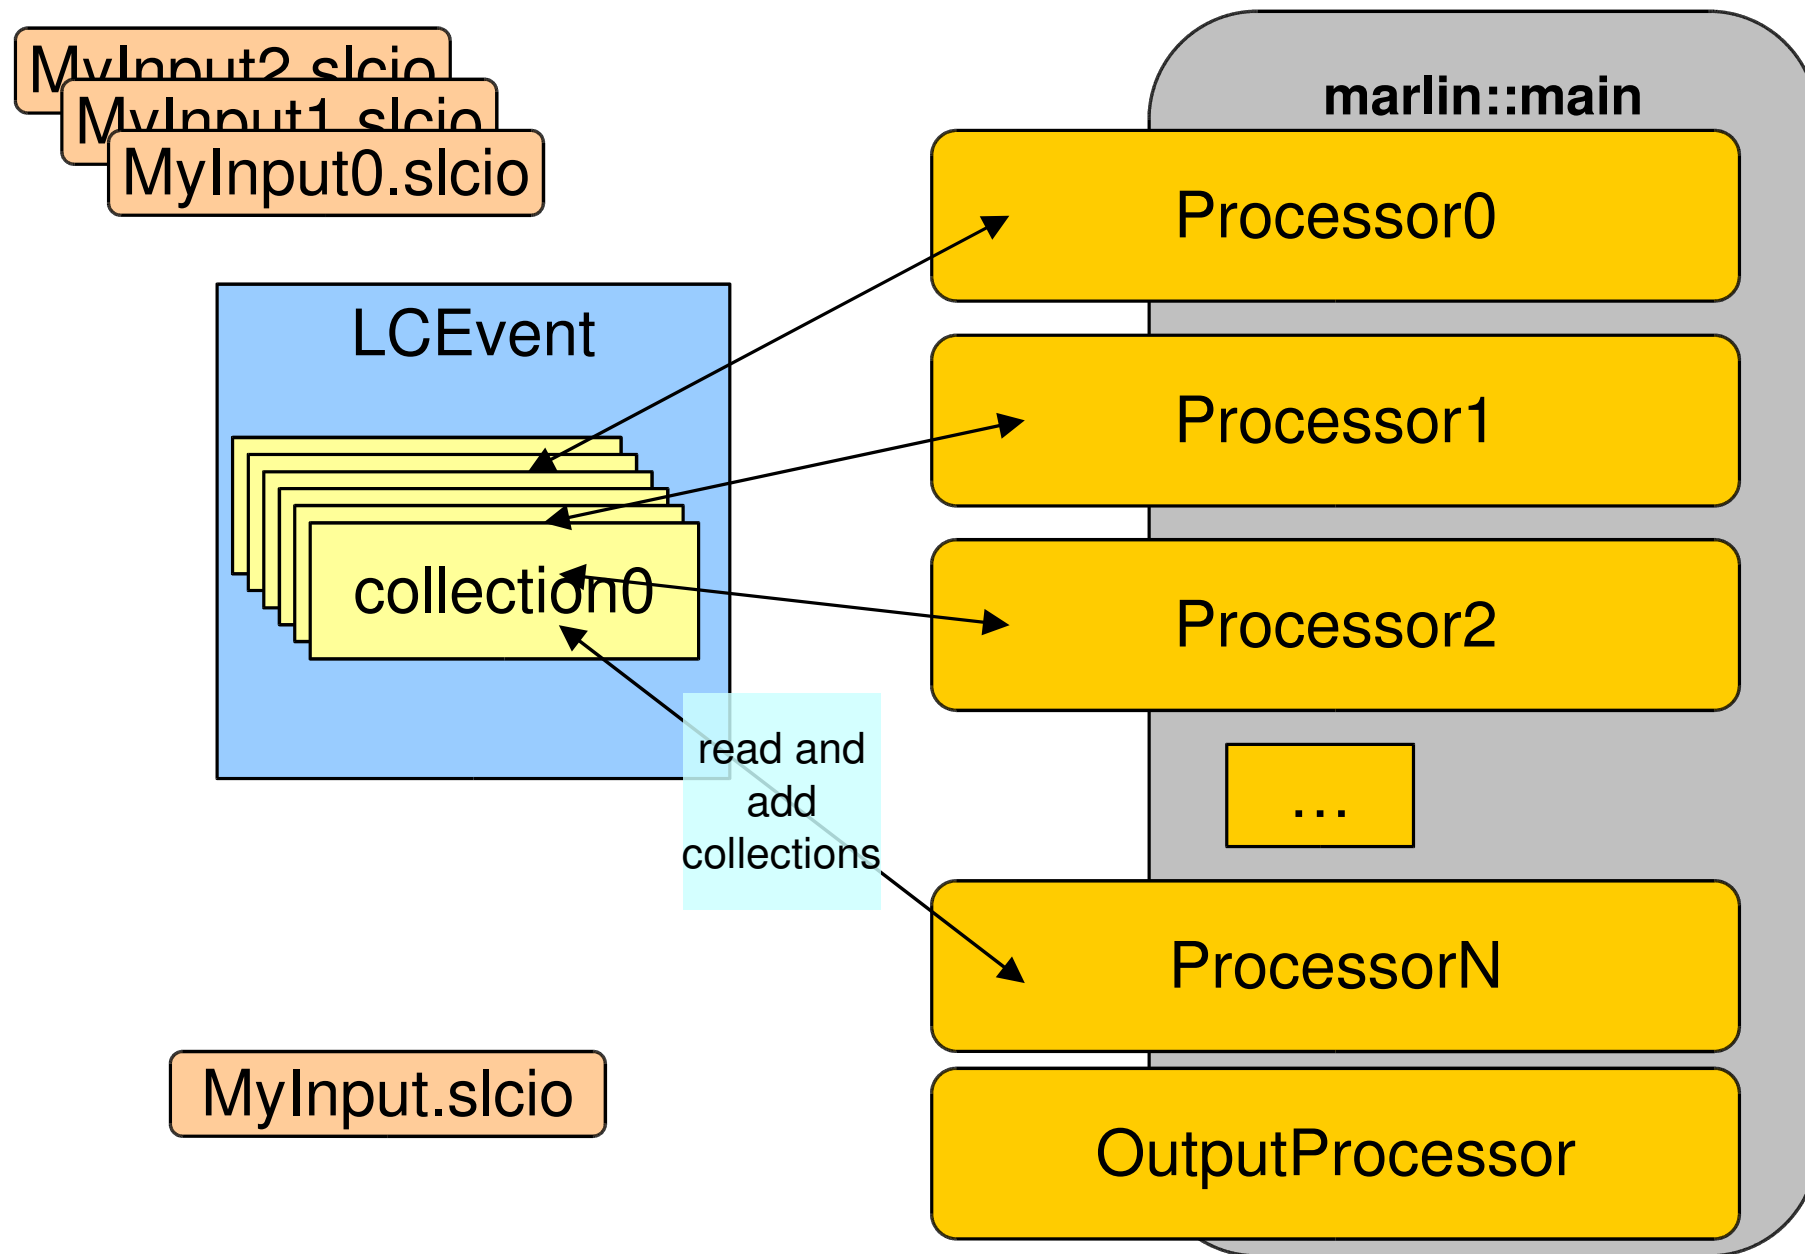 MyInput2.slcio
MyInput1.slcio
MyInput0.slcio
marlin::main
Processor0
LCEvent
Processor1
collection0
Processor2
read and
add
collections
...
ProcessorN
MyInput.slcio
OutputProcessor